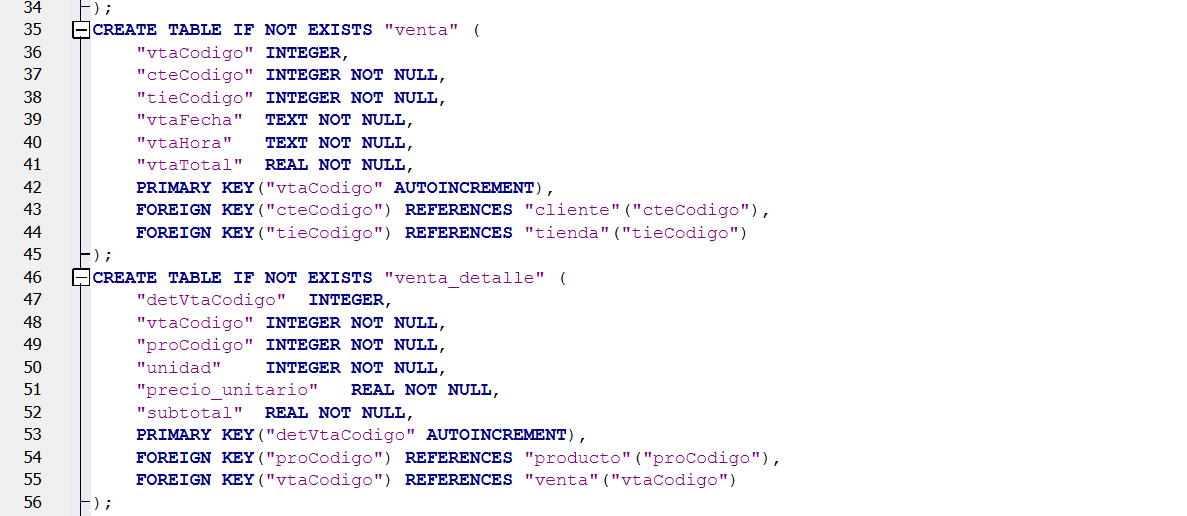 34 );
35 CREATE TABLE IF NOT EXISTS "venta" (
36 "vtaCodigo" INTEGER,
37 "cteCodigo" INTEGER NOT NULL,
38 "tieCodigo" INTEGER NOT NULL,
39 "vtaFecha" TEXT NOT NULL,
40 "vtaHora" TEXT NOT NULL,
41 "vtaTotal" REAL NOT NULL,
42 PRIMARY KEY("vtaCodigo" AUTOINCREMENT),
43 FOREIGN KEY("cteCodigo") REFERENCES "cliente"("cteCodigo"),
44 FOREIGN KEY("tieCodigo") REFERENCES "tienda"("tieCodigo")
45 );
46 CREATE TABLE IF NOT EXISTS "venta_detalle" (
47 "detVtaCodigo" INTEGER,
48 "vtaCodigo" INTEGER NOT NULL,
49 "proCodigo" INTEGER NOT NULL,
50 "unidad" INTEGER NOT NULL,
51 "precio_unitario" REAL NOT NULL,
52 "subtotal" REAL NOT NULL,
53 PRIMARY KEY("detVtaCodigo" AUTOINCREMENT),
54 FOREIGN KEY("proCodigo") REFERENCES "producto"("proCodigo"),
55 FOREIGN KEY("vtaCodigo") REFERENCES "venta"("vtaCodigo")
56 );